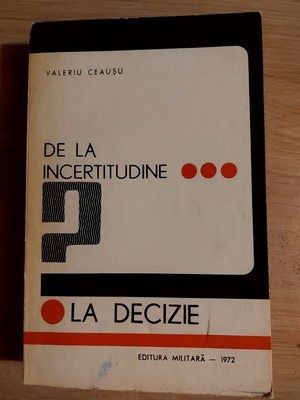 VALERIU CEAUȘU
DE LA
INCERTITUDINE
?
LA DECIZIE
EDITURA MILITARĂ — 1972